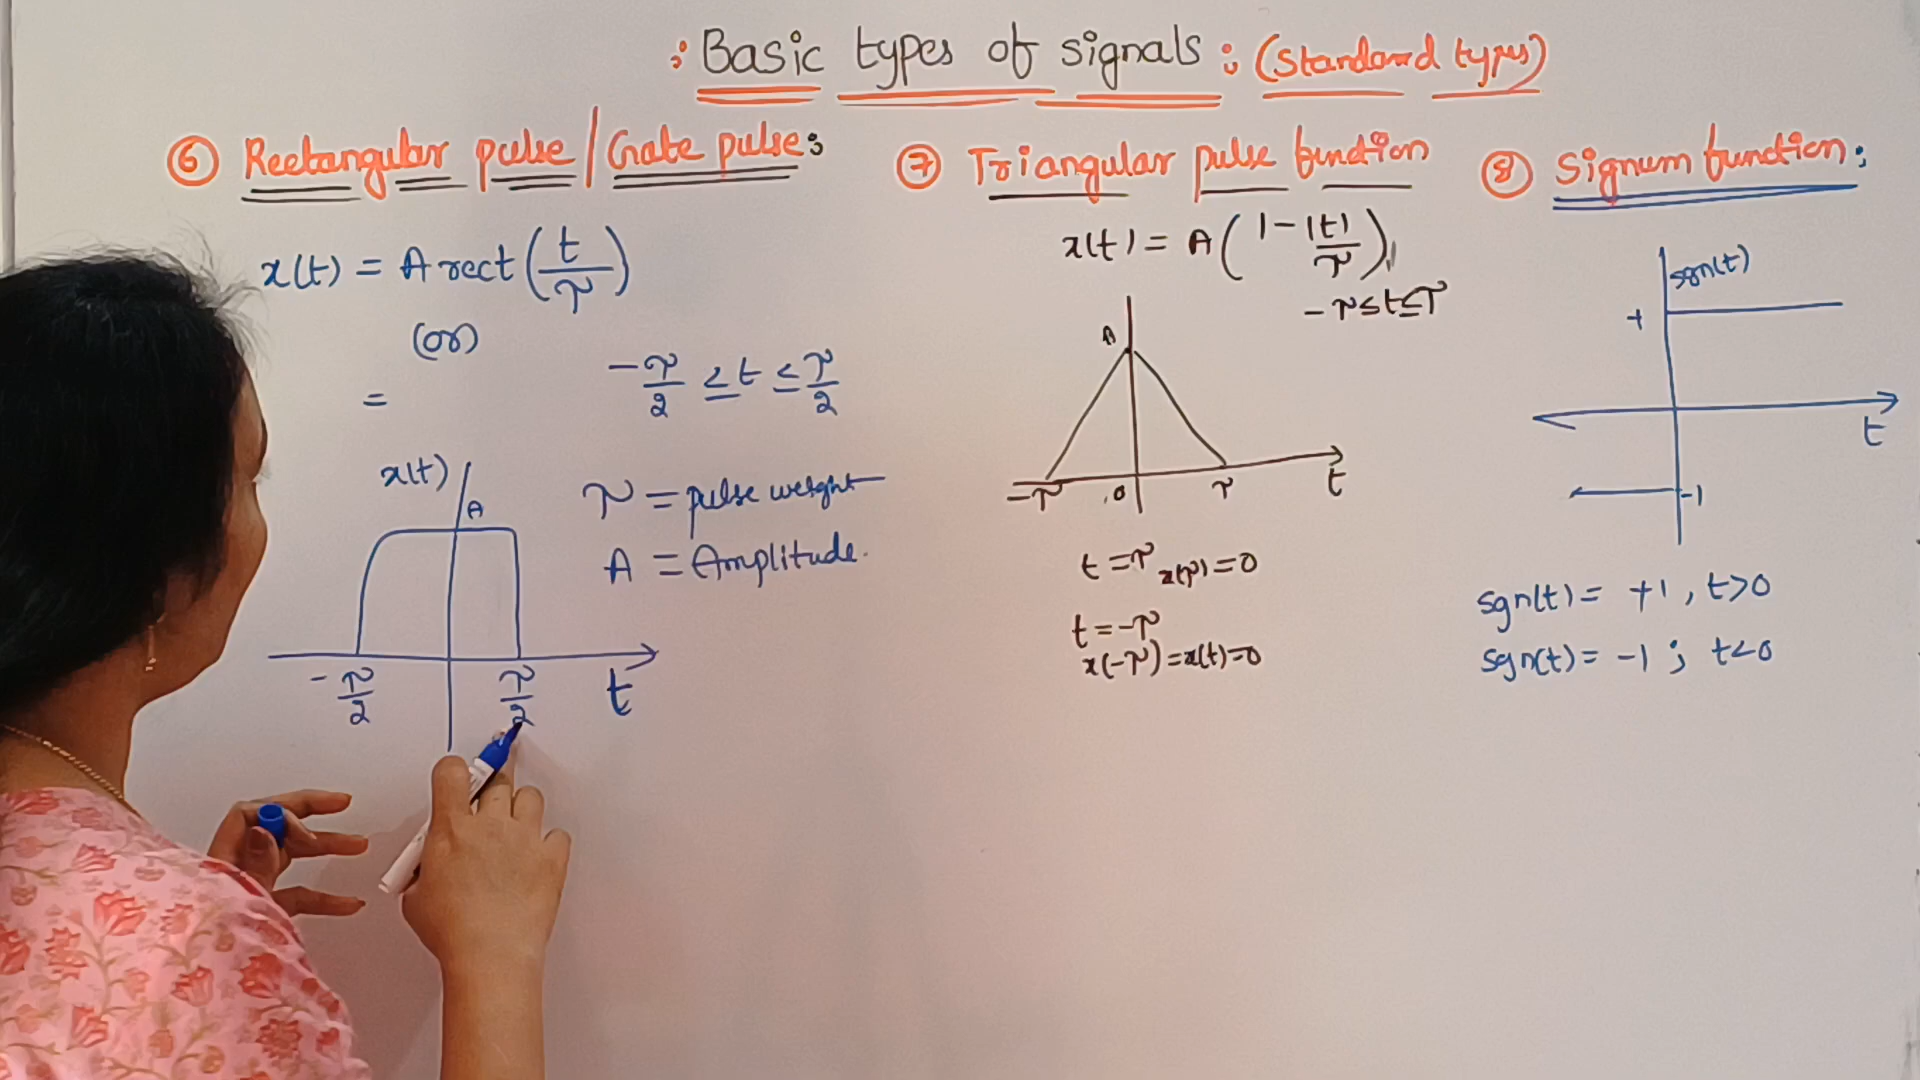 : Basic types of signals : (Standard types)
⑥ Rectangular pulse / Gate pulse:
x(t) = A rect (t/τ)
(or)
=
-τ/2 ≥ t ≤ τ/2
x(t)
A
-τ/2
τ/2
t
τ = pulse weight
A = Amplitude.
⑦ Triangular pulse function
x(t) = A (1-|t|/τ),
-τ ≤ t ≤ τ
A
-τ
0
τ
t
t = τ x(τ) = 0
t = -τ
x(-τ) = x(t) = 0
⑧ Signum function:
sgn(t)
+
t
-1
sgn(t) = +1, t>0
sgn(t) = -1 ; t<0